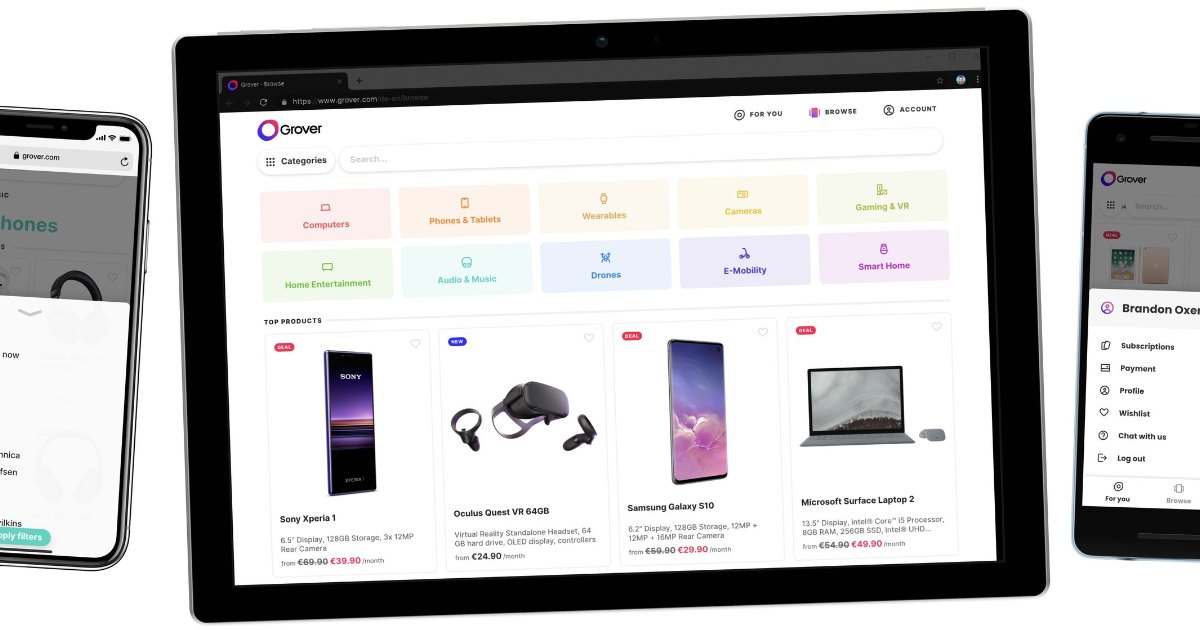 grover.com
hones
now
nnica
fsen
ilkins
pply filters
Grover - Browse
https://www.grover.com/de-en/browse
Grover
FOR YOU
BROWSE
ACCOUNT
Categories
Search...
Computers
Phones & Tablets
Wearables
Cameras
Gaming & VR
Home Entertainment
Audio & Music
Drones
E-Mobility
Smart Home
TOP PRODUCTS
DEAL
SONY
XPERIA 1
Sony Xperia 1
6.5" Display, 128GB Storage, 3x 12MP
Rear Camera
from €69.90 €39.90 /month
NEW
Oculus Quest VR 64GB
Virtual Reality Standalone Headset, 64
GB hard drive, OLED display, controllers
from €24.90 /month
DEAL
Samsung Galaxy S10
6.2" Display, 128GB Storage, 12MP +
12MP + 16MP Rear Camera
from €59.90 €29.90 /month
DEAL
Microsoft Surface Laptop 2
13.5" Display, Intel® Core™ i5 Processor,
8GB RAM, 256GB SSD, Intel® UHD...
from €54.90 €49.90 /month
Grover
Search...
DEAL
Brandon Oxer
Subscriptions
Payment
Profile
Wishlist
Chat with us
Log out
For you
Browse